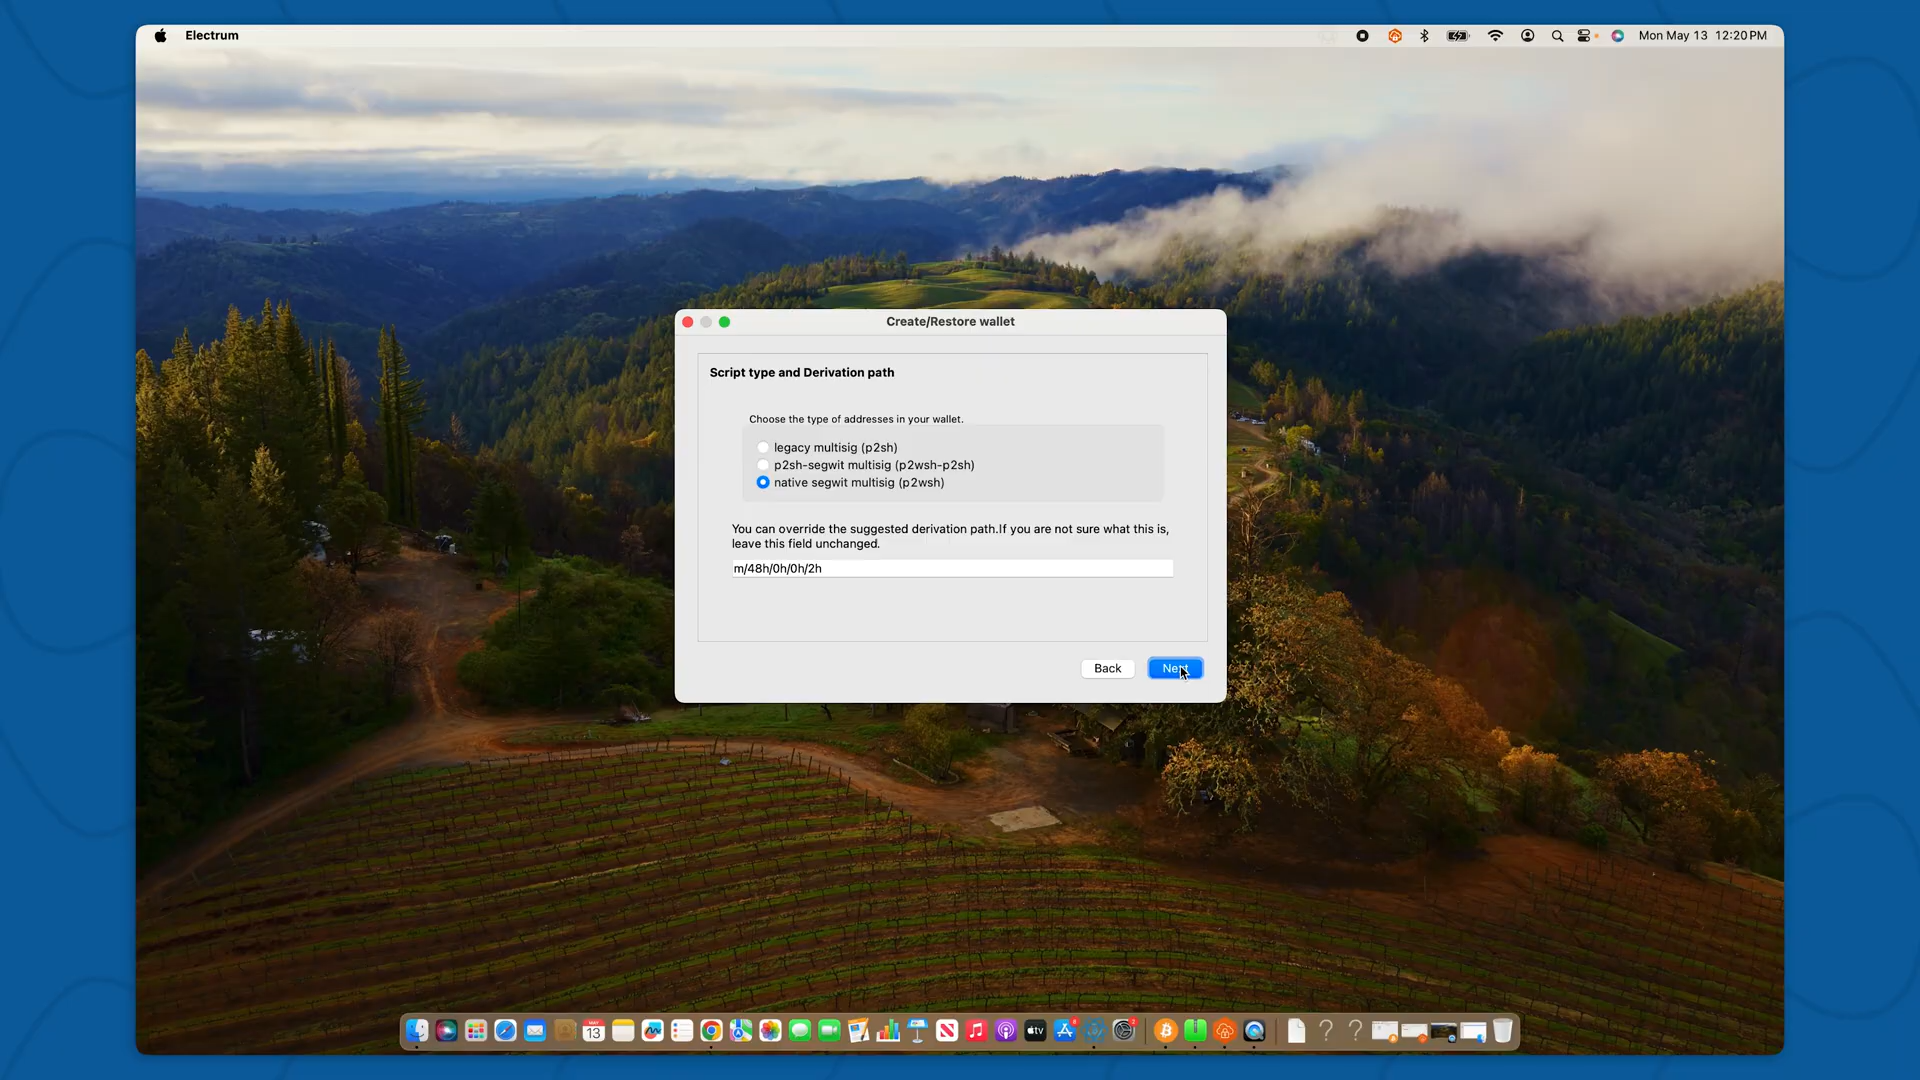 Electrum
Mon May 13 12:20 PM
Create/Restore wallet
Script type and Derivation path
Choose the type of addresses in your wallet.
legacy multisig (p2sh)
p2sh-segwit multisig (p2wsh-p2sh)
native segwit multisig (p2wsh)
You can override the suggested derivation path.If you are not sure what this is,
leave this field unchanged.
m/48h/0h/0h/2h
Back
Next
MAY
13
tv